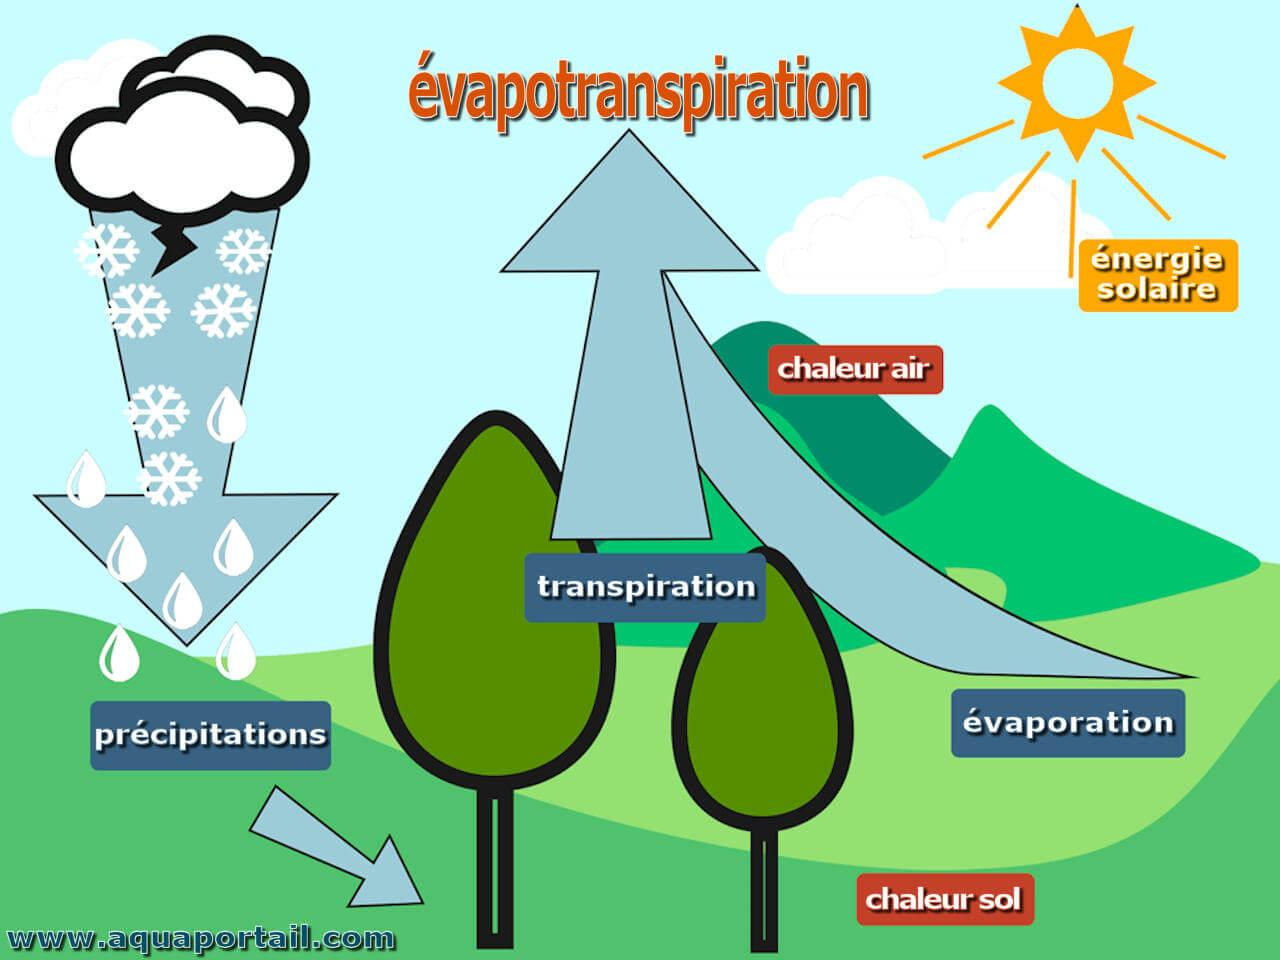 évapotranspiration
énergie
solaire
chaleur air
transpiration
évaporation
précipitations
chaleur sol
www.aquaportail.com